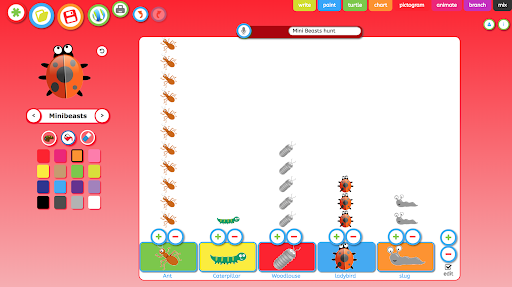 write paint turtle chart pictogram animate branch mix
Mini Beasts hunt
Minibeasts
edit
Ant Caterpillar Woodlouse ladybird slug